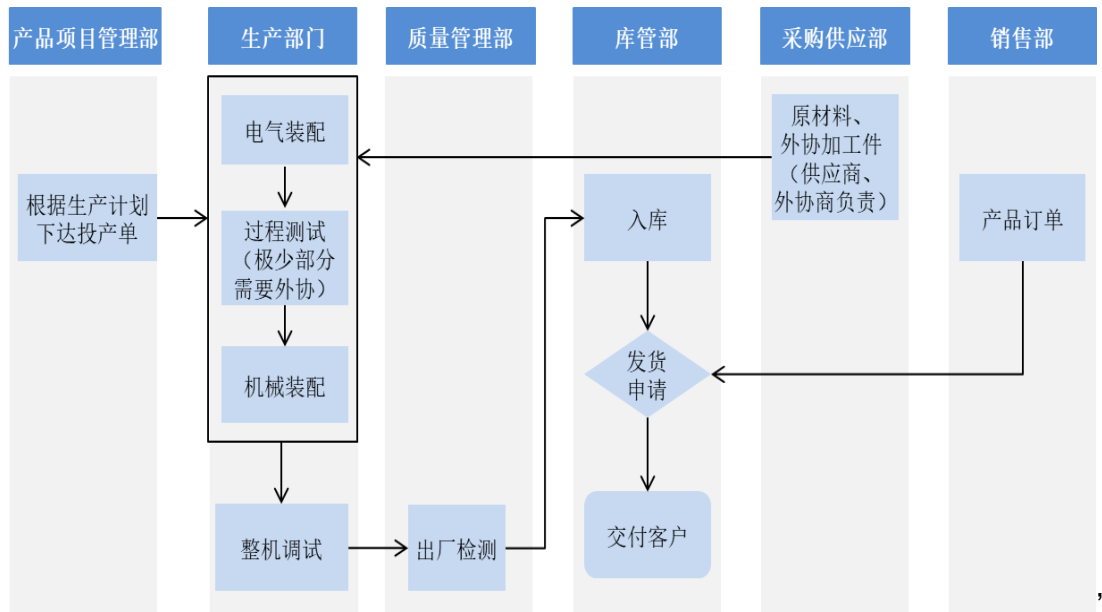 产品项目管理部
生产部门
质量管理部
库管部
采购供应部
销售部
根据生产计划
下达投产单
电气装配
过程测试
（极少部分
需要外协）
机械装配
整机调试
出厂检测
入库
发货
申请
交付客户
原材料、
外协加工件
（供应商、
外协商负责）
产品订单
,